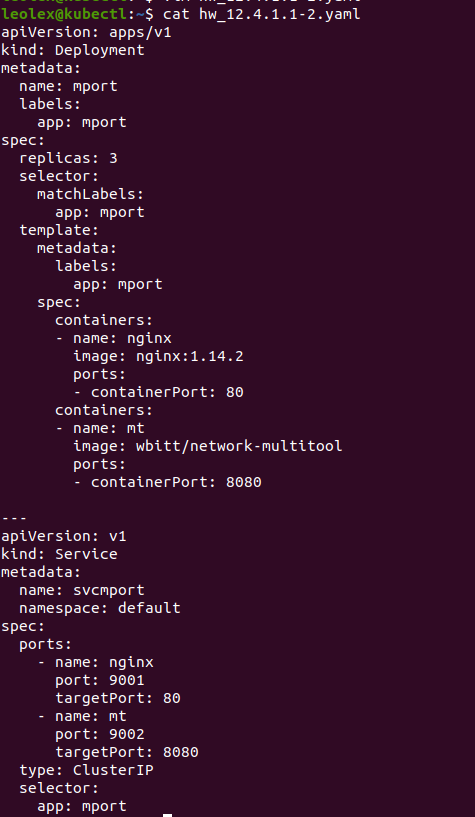 leolex@kubectl:~$ cat hw_12.4.1.1-2.yaml
apiVersion: apps/v1
kind: Deployment
metadata:
  name: mport
  labels:
    app: mport
spec:
  replicas: 3
  selector:
    matchLabels:
      app: mport
  template:
    metadata:
      labels:
        app: mport
    spec:
      containers:
      - name: nginx
        image: nginx:1.14.2
        ports:
        - containerPort: 80
      containers:
      - name: mt
        image: wbitt/network-multitool
        ports:
        - containerPort: 8080

---
apiVersion: v1
kind: Service
metadata:
  name: svcmport
  namespace: default
spec:
  ports:
    - name: nginx
      port: 9001
      targetPort: 80
    - name: mt
      port: 9002
      targetPort: 8080
  type: ClusterIP
  selector:
    app: mport